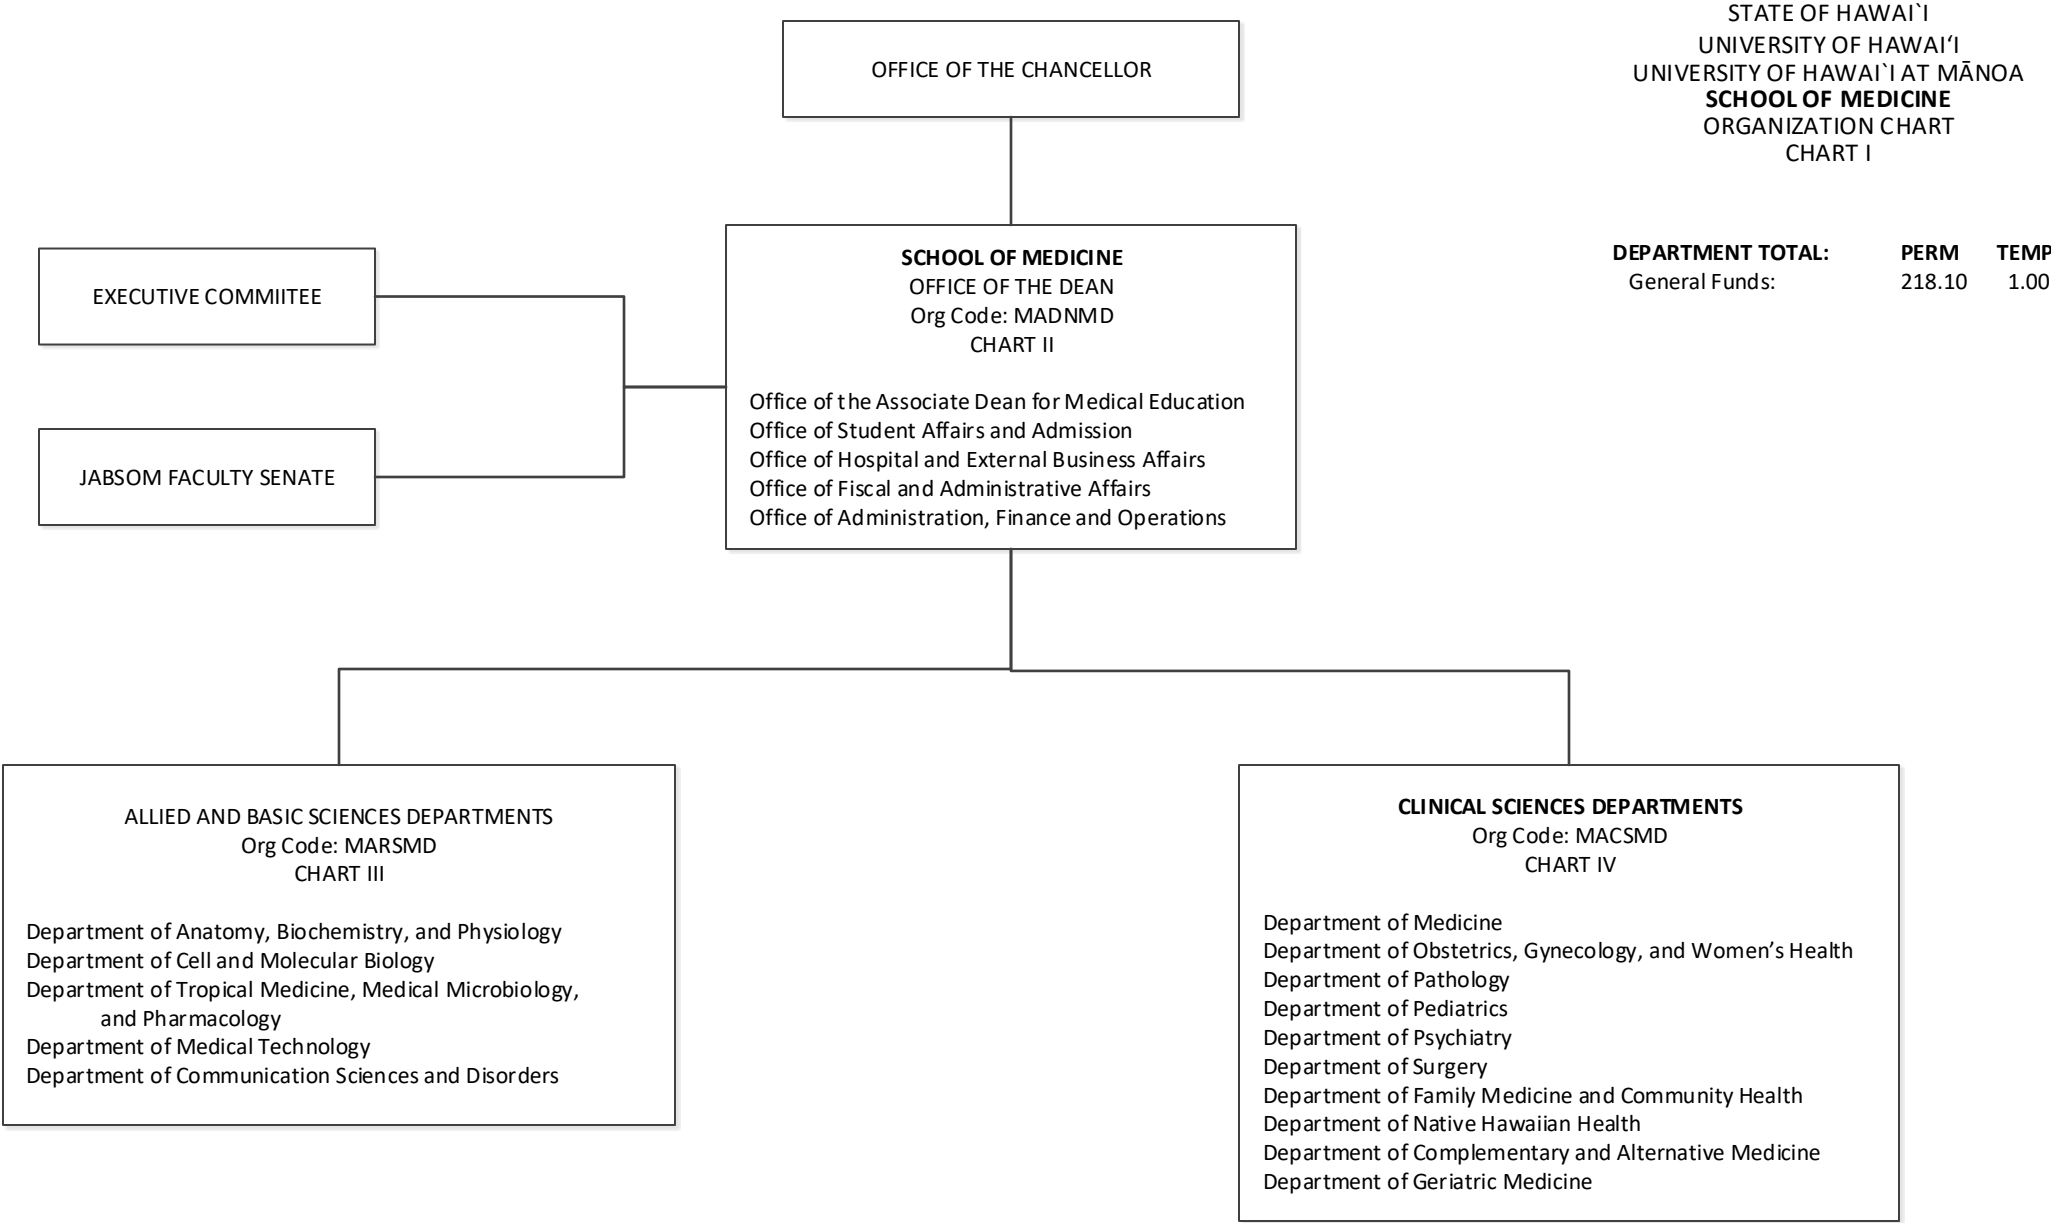 OFFICE OF THE CHANCELLOR
STATE OF HAWAI`I
UNIVERSITY OF HAWAI‘I
UNIVERSITY OF HAWAI`I AT MĀNOA
SCHOOL OF MEDICINE
ORGANIZATION CHART
CHART I
DEPARTMENT TOTAL: PERM TEMP
General Funds: 218.10 1.00
EXECUTIVE COMMIITEE
JABSOM FACULTY SENATE
SCHOOL OF MEDICINE
OFFICE OF THE DEAN
Org Code: MADNMD
CHART II
Office of the Associate Dean for Medical Education
Office of Student Affairs and Admission
Office of Hospital and External Business Affairs
Office of Fiscal and Administrative Affairs
Office of Administration, Finance and Operations
ALLIED AND BASIC SCIENCES DEPARTMENTS
Org Code: MARSMD
CHART III
Department of Anatomy, Biochemistry, and Physiology
Department of Cell and Molecular Biology
Department of Tropical Medicine, Medical Microbiology,
and Pharmacology
Department of Medical Technology
Department of Communication Sciences and Disorders
CLINICAL SCIENCES DEPARTMENTS
Org Code: MACSMD
CHART IV
Department of Medicine
Department of Obstetrics, Gynecology, and Women’s Health
Department of Pathology
Department of Pediatrics
Department of Psychiatry
Department of Surgery
Department of Family Medicine and Community Health
Department of Native Hawaiian Health
Department of Complementary and Alternative Medicine
Department of Geriatric Medicine